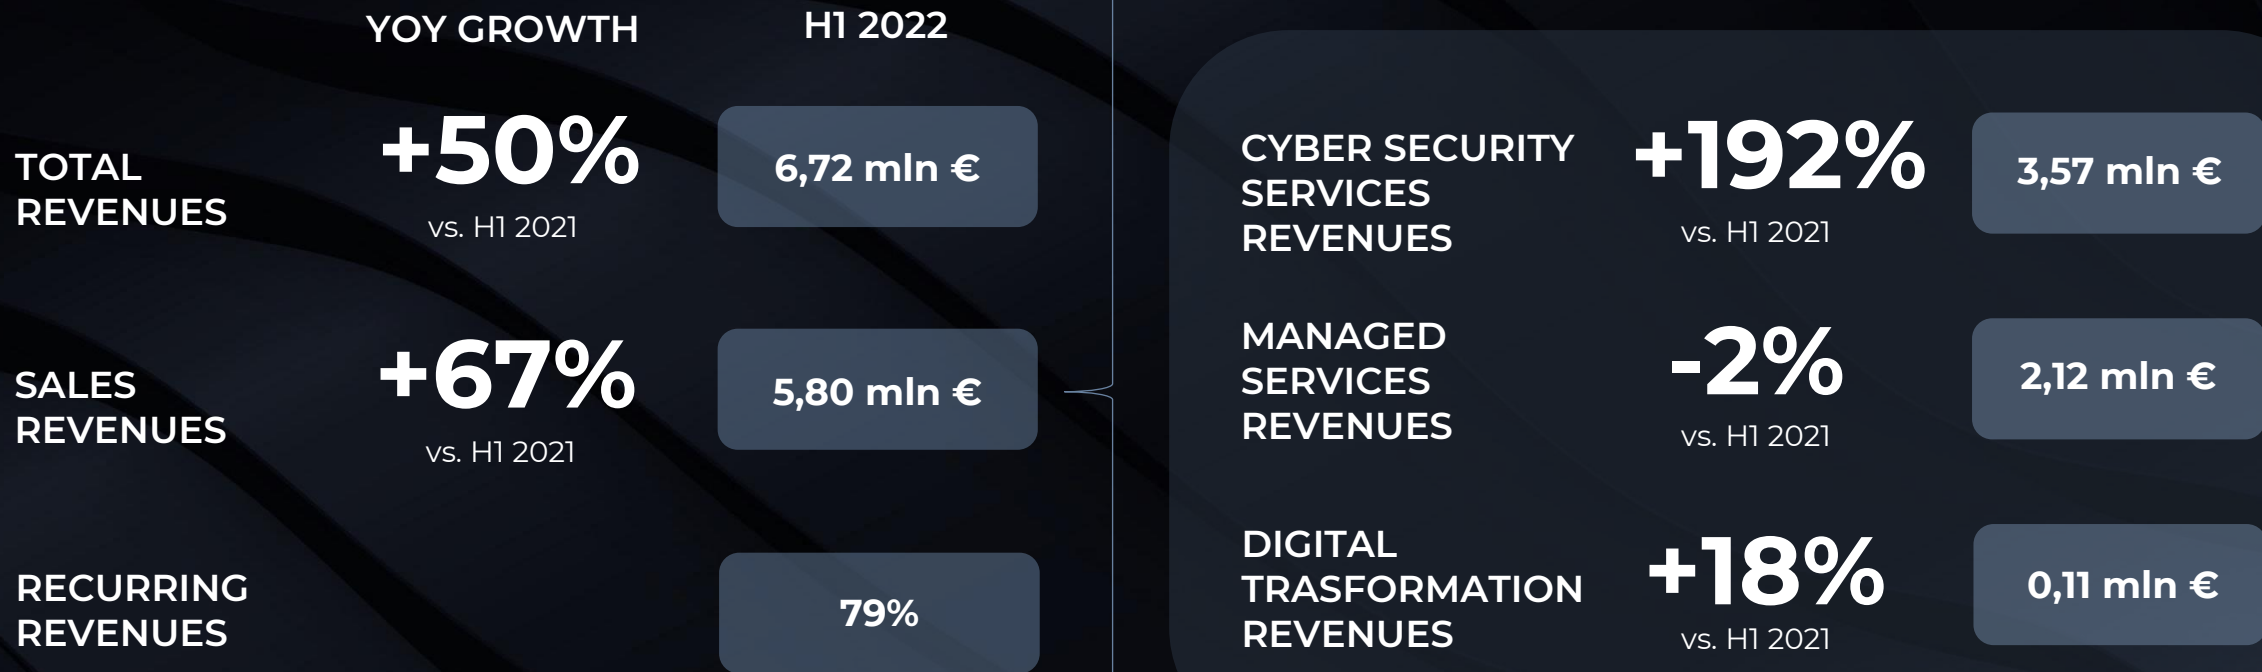 YOY GROWTH
H1 2022
TOTAL
REVENUES
+50%
vs. H1 2021
6,72 mln €
SALES
REVENUES
+67%
vs. H1 2021
5,80 mln €
RECURRING
REVENUES
79%
CYBER SECURITY
SERVICES
REVENUES
+192%
vs. H1 2021
3,57 mln €
MANAGED
SERVICES
REVENUES
-2%
vs. H1 2021
2,12 mln €
DIGITAL
TRASFORMATION
REVENUES
+18%
vs. H1 2021
0,11 mln €